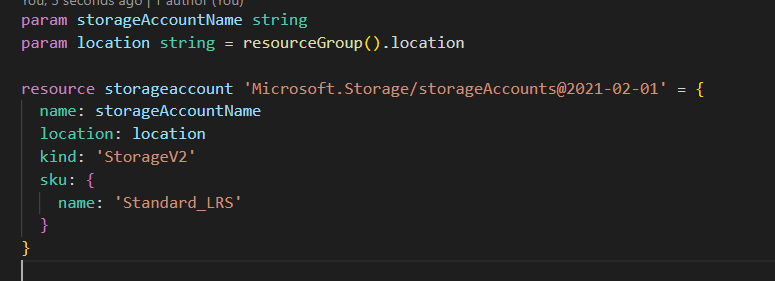 You, 5 seconds ago | 1 author (You)
param storageAccountName string
param location string = resourceGroup().location
resource storageaccount 'Microsoft.Storage/storageAccounts@2021-02-01' = {
  name: storageAccountName
  location: location
  kind: 'StorageV2'
  sku: {
    name: 'Standard_LRS'
  }
}